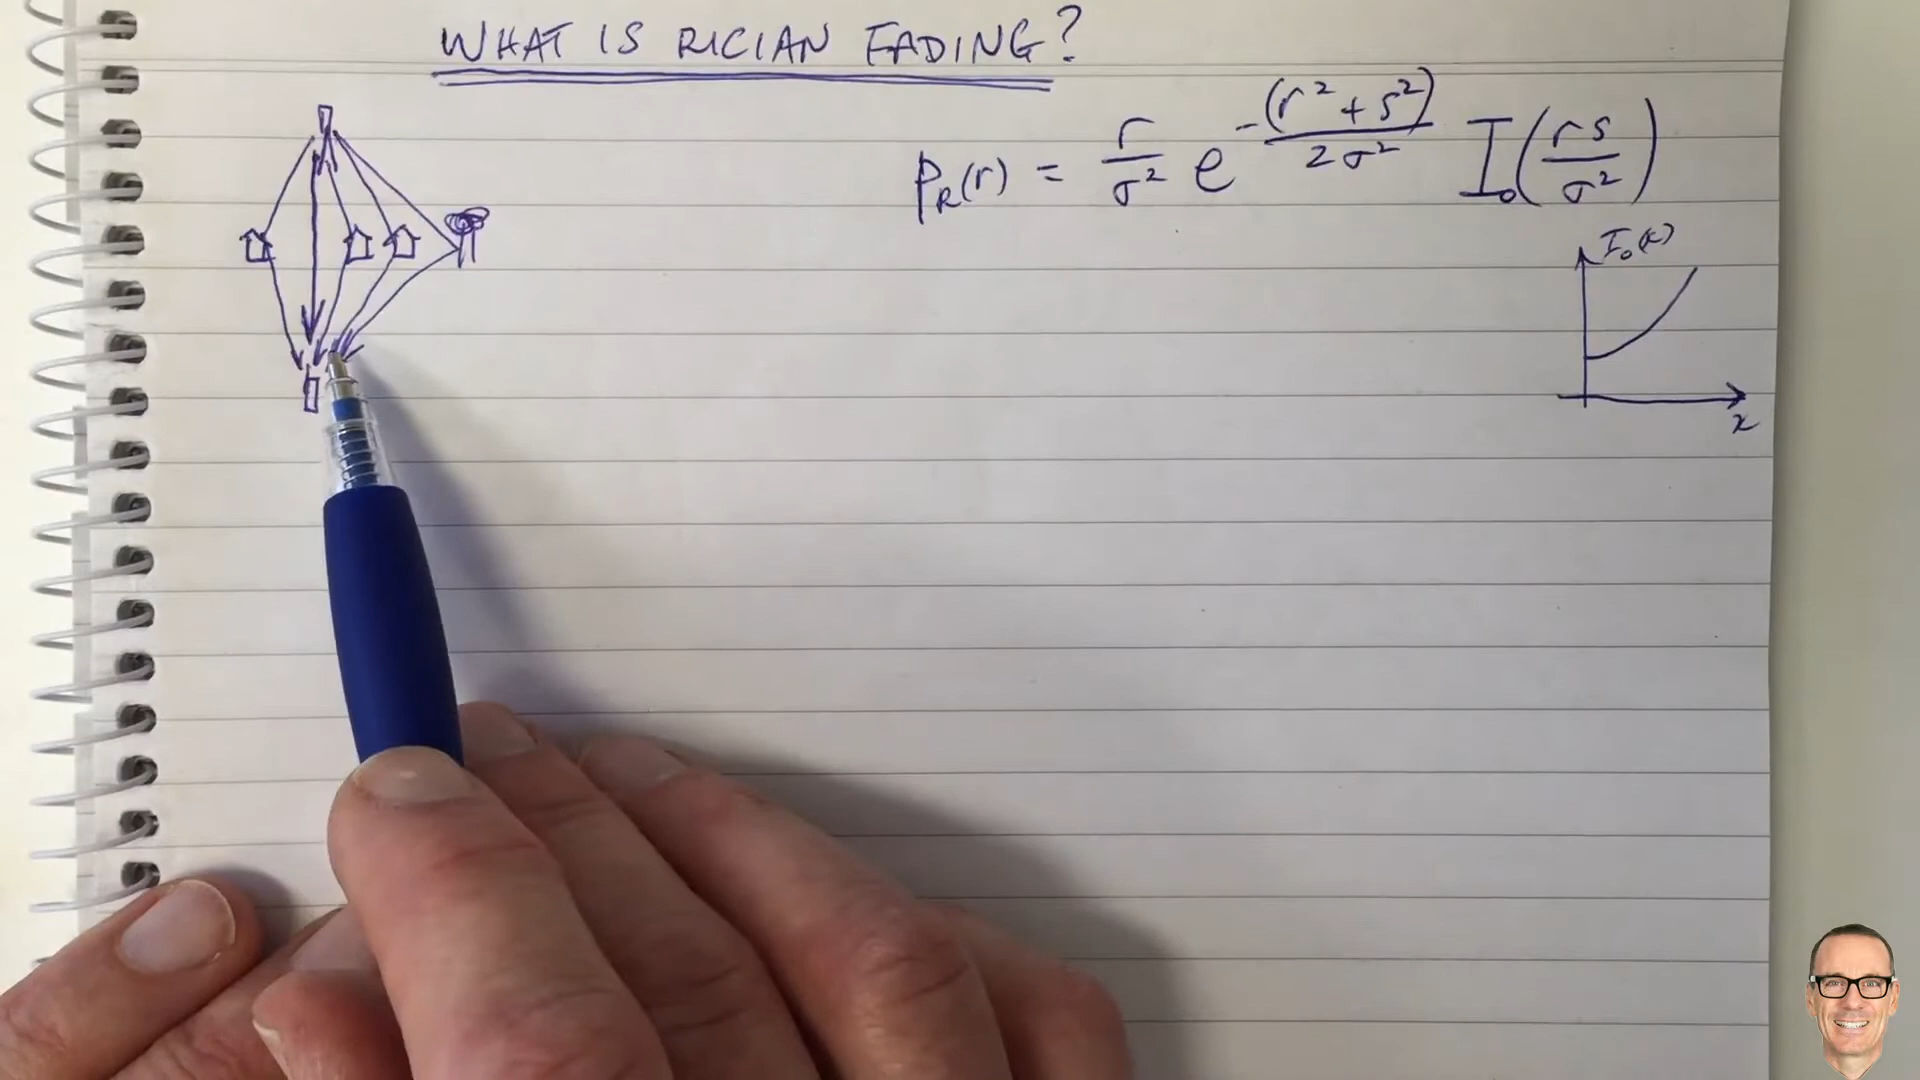 WHAT IS RICIAN FADING?
p_R(r) = r/σ² e^(-(r² + s²)/2σ²) I₀(rs/σ²)
I₀(x)
x